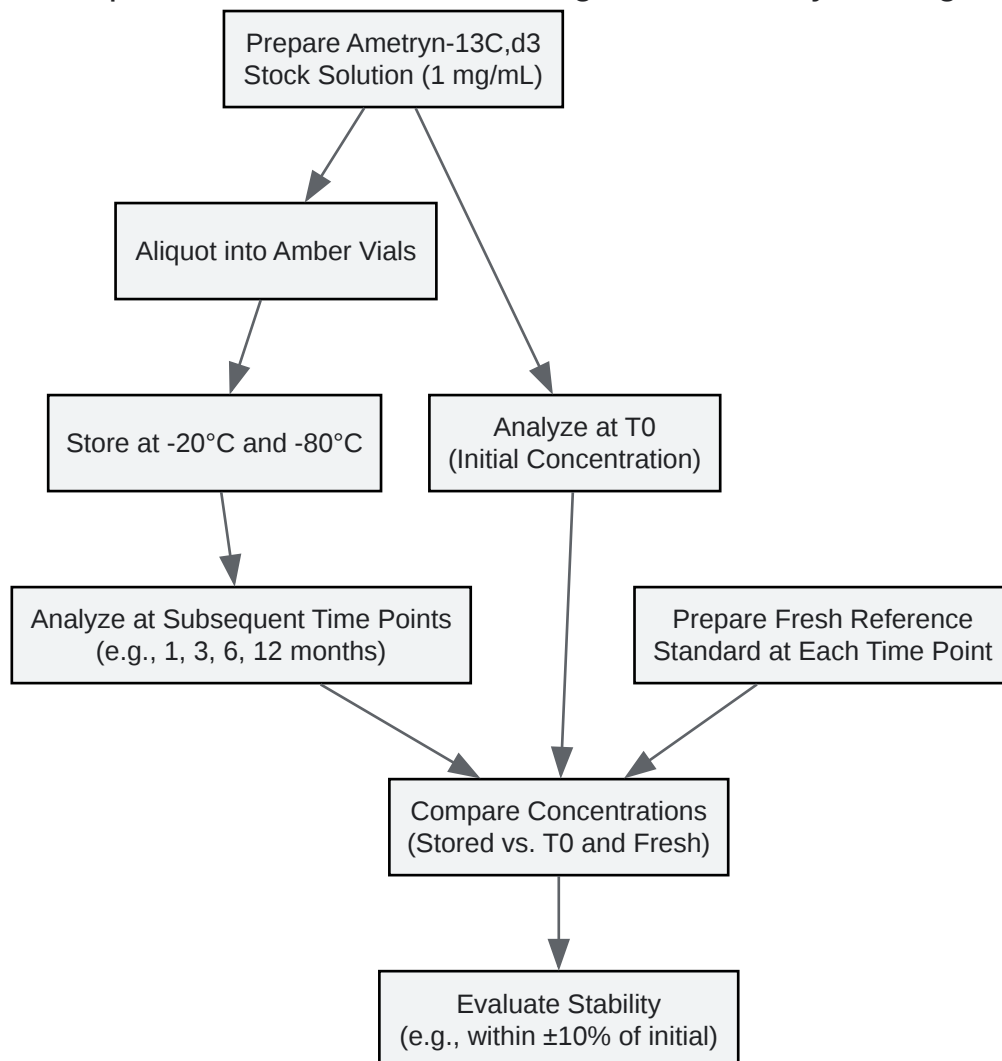 Prepare Ametryn-13C,d3
Stock Solution (1 mg/mL)
Aliquot into Amber Vials
Store at -20°C and -80°C
Analyze at T0
(Initial Concentration)
Analyze at Subsequent Time Points
(e.g., 1, 3, 6, 12 months)
Prepare Fresh Reference
Standard at Each Time Point
Compare Concentrations
(Stored vs. T0 and Fresh)
Evaluate Stability
(e.g., within ±10% of initial)